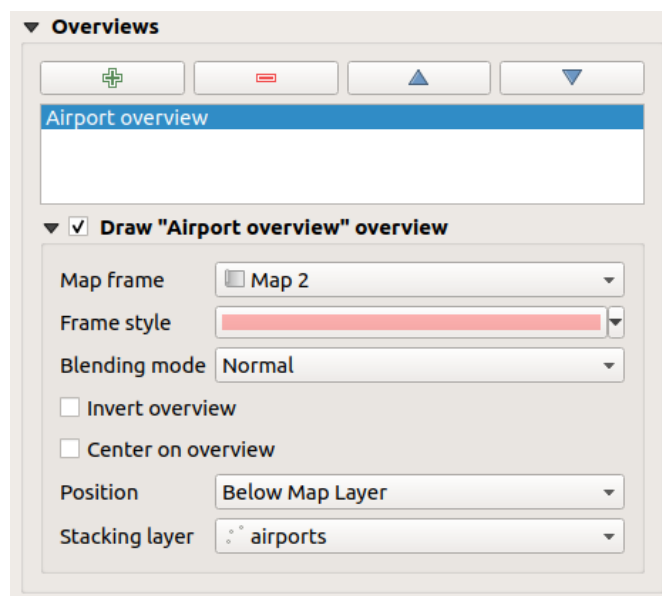 Overviews
Airport overview
Draw "Airport overview" overview
Map frame Map 2
Frame style
Blending mode Normal
Invert overview
Center on overview
Position Below Map Layer
Stacking layer airports